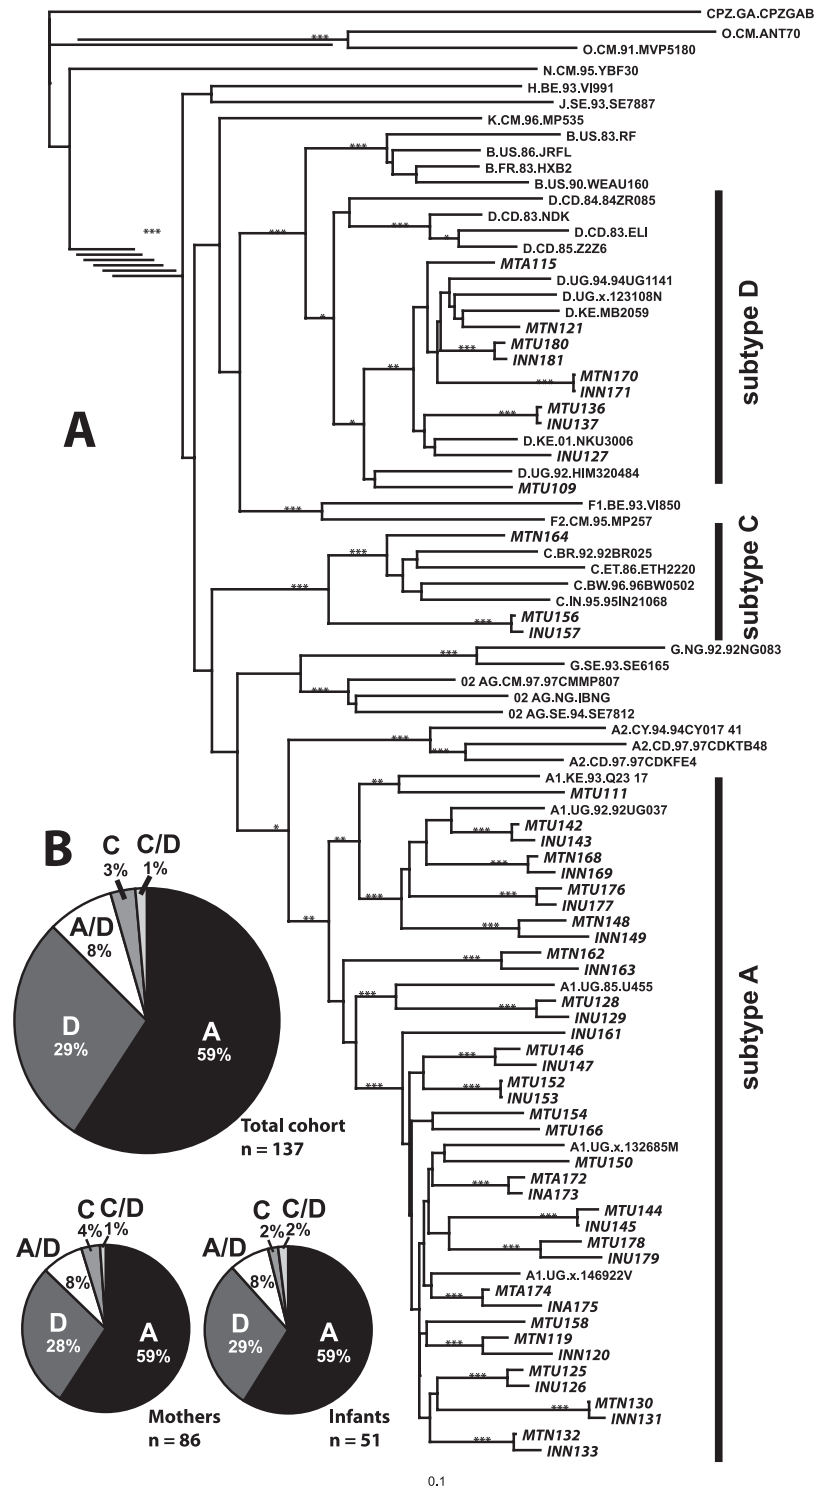 CPZ.GA.CPZGAB
O.CM.ANT70
***
O.CM.91.MVP5180
N.CM.95.YBF30
H.BE.93.VI991
J.SE.93.SE7887
K.CM.96.MP535
B.US.83.RF
***
B.US.86.JRFL
B.FR.83.HXB2
B.US.90.WEAU160
D.CD.84.84ZR085
D.CD.83.NDK
***
D.CD.83.ELI
***
***
*
D.CD.85.Z2Z6
MTA115
D.UG.94.94UG1141
D.UG.x.123108N
D.KE.MB2059
*
MTN121
MTU180
***
INN181
**
MTN170
***
INN171
MTU136
***
INU137
*
D.KE.01.NKU3006
INU127
D.UG.92.HIM320484
MTU109
subtype D
A
F1.BE.93.VI850
***
F2.CM.95.MP257
MTN164
***
C.BR.92.92BR025
C.ET.86.ETH2220
***
C.BW.96.96BW0502
C.IN.95.95IN21068
MTU156
***
INU157
subtype C
G.NG.92.92NG083
***
G.SE.93.SE6165
02 AG.CM.97.97CMMP807
***
02 AG.NG.IBNG
02 AG.SE.94.SE7812
A2.CY.94.94CY017 41
***
A2.CD.97.97CDKTB48
***
A2.CD.97.97CDKFE4
A1.KE.93.Q23 17
**
MTU111
A1.UG.92.92UG037
MTU142
*
***
INU143
**
MTN168
***
INN169
MTU176
***
INU177
***
MTN148
**
***
INN149
MTN162
***
INN163
A1.UG.85.U455
***
MTU128
***
INU129
INU161
MTU146
***
INU147
MTU152
***
***
INU153
MTU154
MTU166
A1.UG.x.132685M
MTU150
MTA172
***
INA173
MTU144
***
INU145
MTU178
***
INU179
A1.UG.x.146922V
MTA174
***
INA175
MTU158
MTN119
***
INN120
MTU125
***
INU126
MTN130
***
INN131
MTN132
***
INN133
subtype A
0.1
B
C
3%
C/D
1%
A/D
8%
D
29%
A
59%
Total cohort
n = 137
C
4%
C/D
1%
A/D
8%
D
28%
A
59%
Mothers
n = 86
C
2%
C/D
2%
A/D
8%
D
29%
A
59%
Infants
n = 51